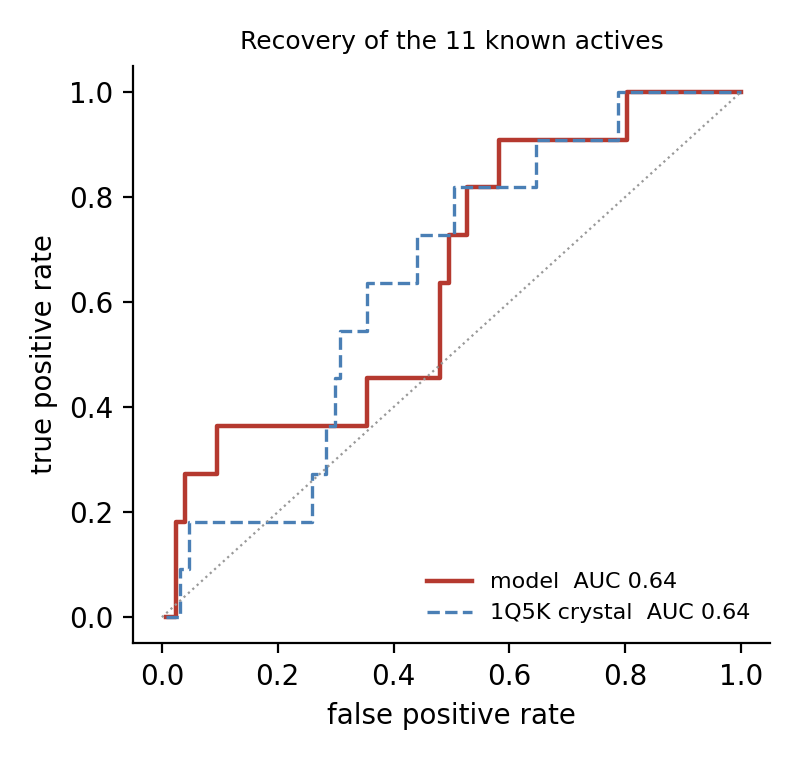 Recovery of the 11 known actives
true positive rate
1.0
0.8
0.6
0.4
0.2
0.0
model AUC 0.64
1Q5K crystal AUC 0.64
0.0 0.2 0.4 0.6 0.8 1.0
false positive rate